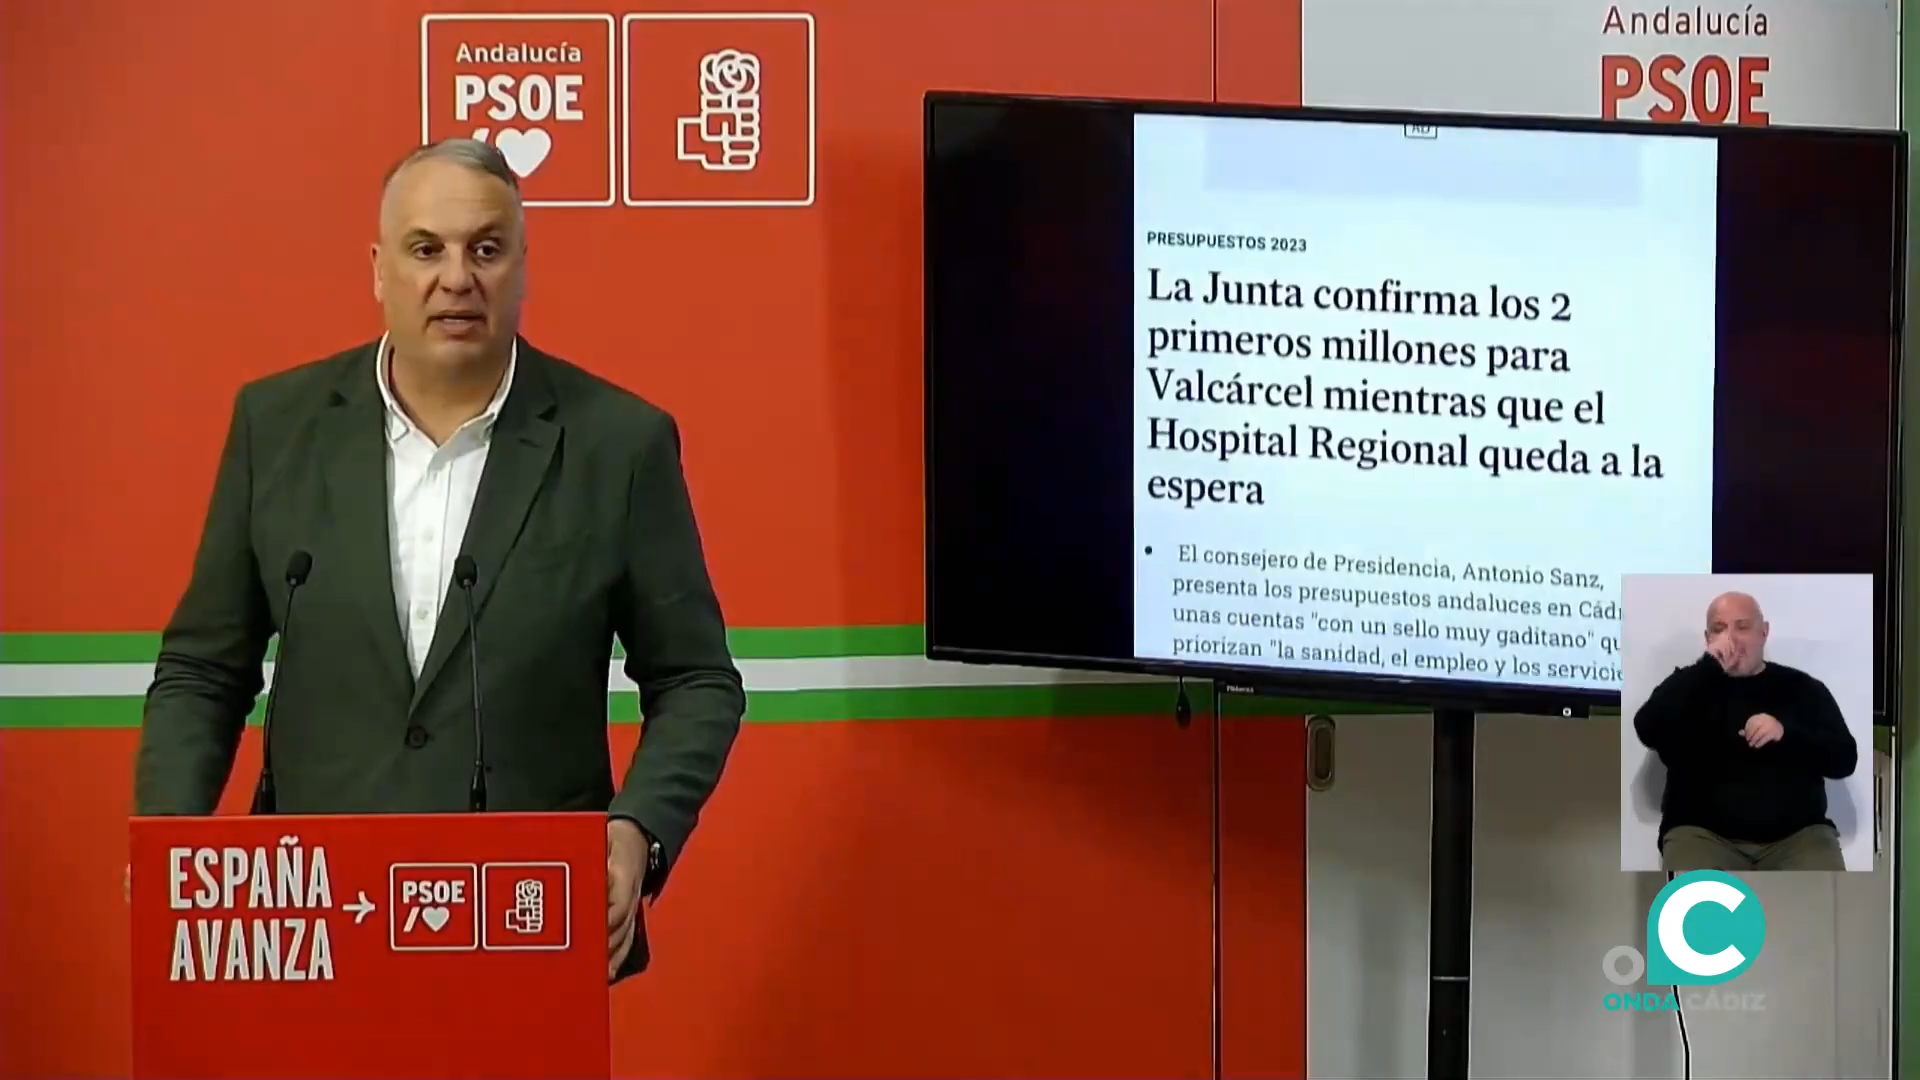 Andalucía
PSOE
Andalucía
PSOE
AD
PRESUPUESTOS 2023
La Junta confirma los 2
primeros millones para
Valcárcel mientras que el
Hospital Regional queda a la
espera
• El consejero de Presidencia, Antonio Sanz,
presenta los presupuestos andaluces en
unas cuentas "con un sello muy gaditano"
priorizan "la sanidad, el empleo y los
ESPAÑA
AVANZA
PSOE
ONDA CÁDIZ